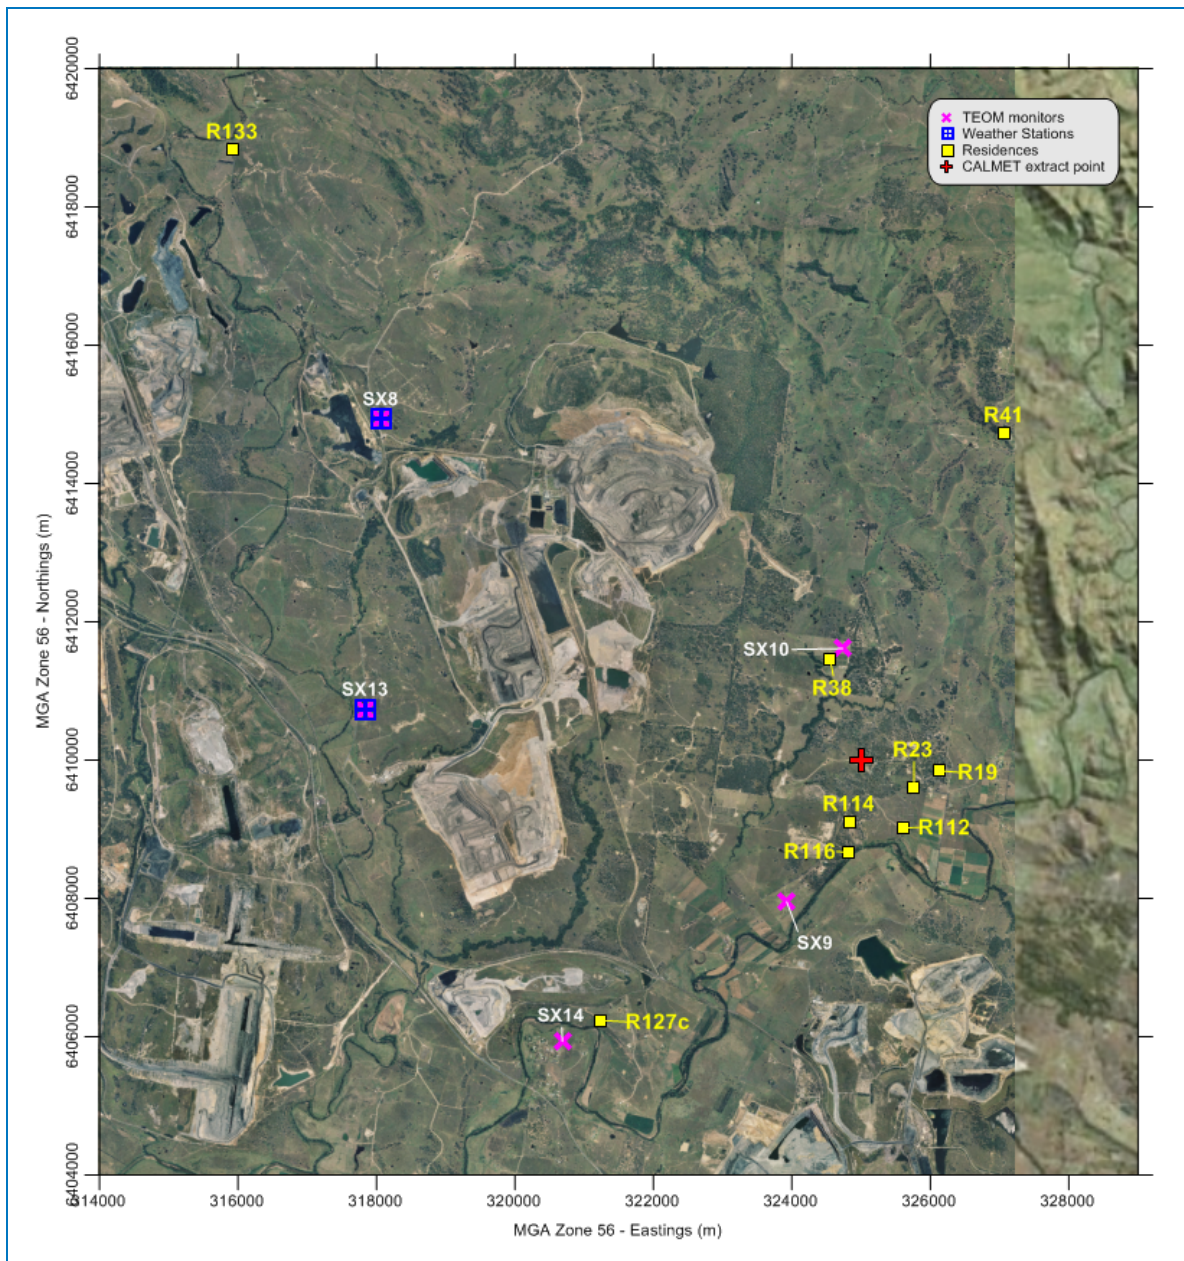 6420000
R133
TEOM monitors
Weather Stations
Residences
CALMET extract point
6418000
6416000
SX8
R41
6414000
MGA Zone 56 - Northings (m)
6412000
SX10
R38
SX13
6410000
R23
R19
R114
R112
R116
6408000
SX9
SX14
R127c
6406000
6404000
314000
316000
318000
320000
322000
324000
326000
328000
MGA Zone 56 - Eastings (m)